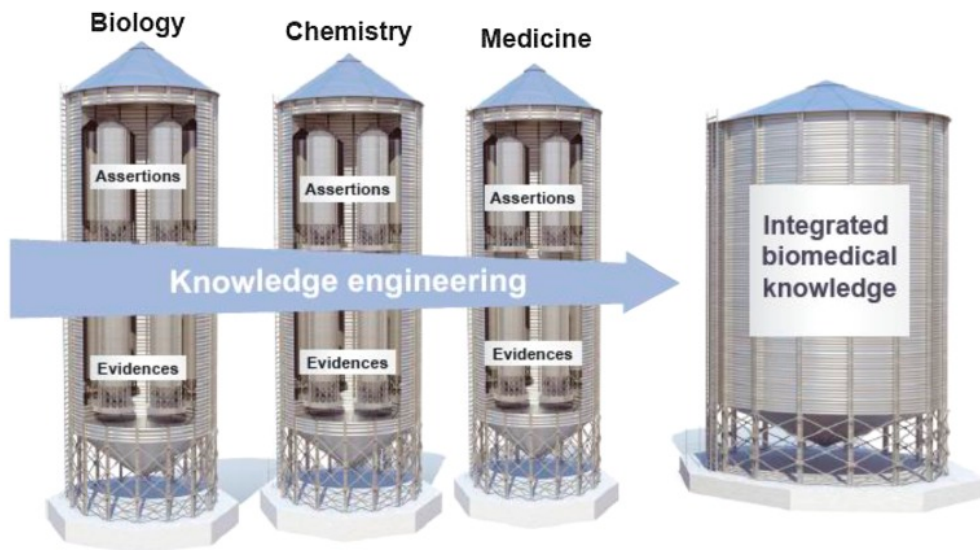 Biology
Chemistry
Medicine
Assertions
Assertions
Assertions
Knowledge engineering
Integrated
biomedical
knowledge
Evidences
Evidences
Evidences